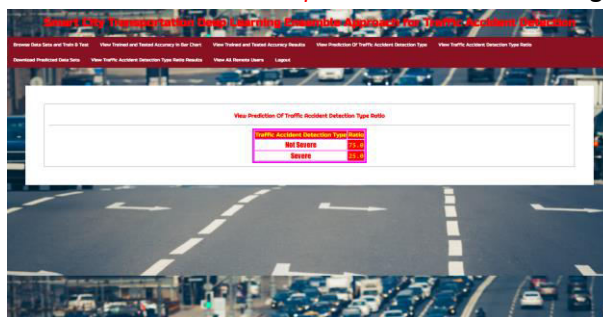 Smart City Transportation Deep Learning Ensemble Approach for Traffic Accident Detection
Browse Data Sets and Train & Test View Trained and Tested Accuracy in Bar Chart View Trained and Tested Accuracy Results View Prediction Of Traffic Accident Detection Type View Traffic Accident Detection Type Ratio
Download Predicted Data Sets View Traffic Accident Detection Type Ratio Results View All Remote Users Logout
View Prediction Of Traffic Accident Detection Type Ratio
Traffic Accident Detection Type Ratio
Not Severe 75.0
Severe 25.0